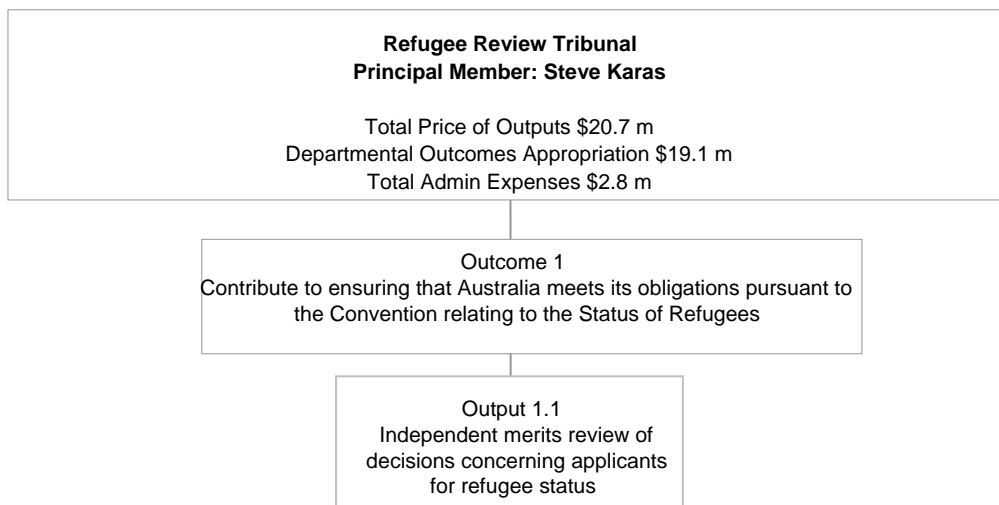 Refugee Review Tribunal
Principal Member: Steve Karas
Total Price of Outputs $20.7 m
Departmental Outcomes Appropriation $19.1 m
Total Admin Expenses $2.8 m
Outcome 1
Contribute to ensuring that Australia meets its obligations pursuant to
the Convention relating to the Status of Refugees
Output 1.1
Independent merits review of
decisions concerning applicants
for refugee status